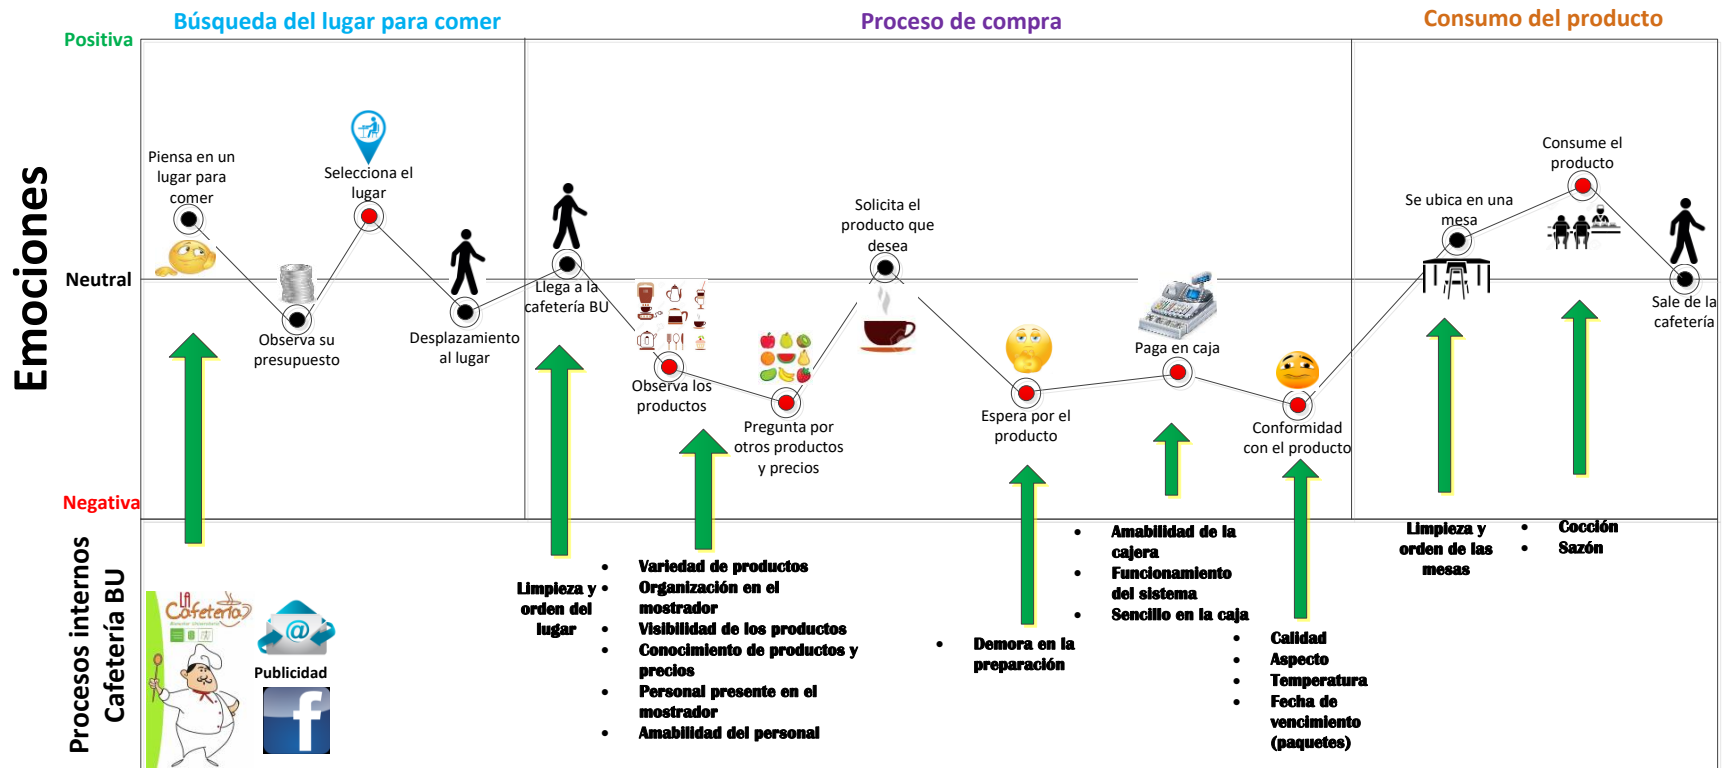 Búsqueda del lugar para comer
Proceso de compra
Consumo del producto
Positiva
Emociones
Neutral
Negativa
Piensa en un
lugar para
comer
Observa su
presupuesto
Selecciona el
lugar
Desplazamiento
al lugar
Llega a la
cafetería BU
Observa los
productos
Pregunta por
otros productos
y precios
Solicita el
producto que
desea
Espera por el
producto
Paga en caja
Conformidad
con el producto
Se ubica en una
mesa
Consume el
producto
Sale de la
cafetería
Procesos internos
Cafetería BU
LA
Cafetería
Bienestar Universitario
Publicidad
Limpieza y
orden del
lugar
• Variedad de productos
• Organización en el
mostrador
• Visibilidad de los productos
• Conocimiento de productos y
precios
• Personal presente en el
mostrador
• Amabilidad del personal
• Demora en la
preparación
• Amabilidad de la
cajera
• Funcionamiento
del sistema
• Sencillo en la caja
• Calidad
• Aspecto
• Temperatura
• Fecha de
vencimiento
(paquetes)
Limpieza y
orden de las
mesas
• Cocción
• Sazón